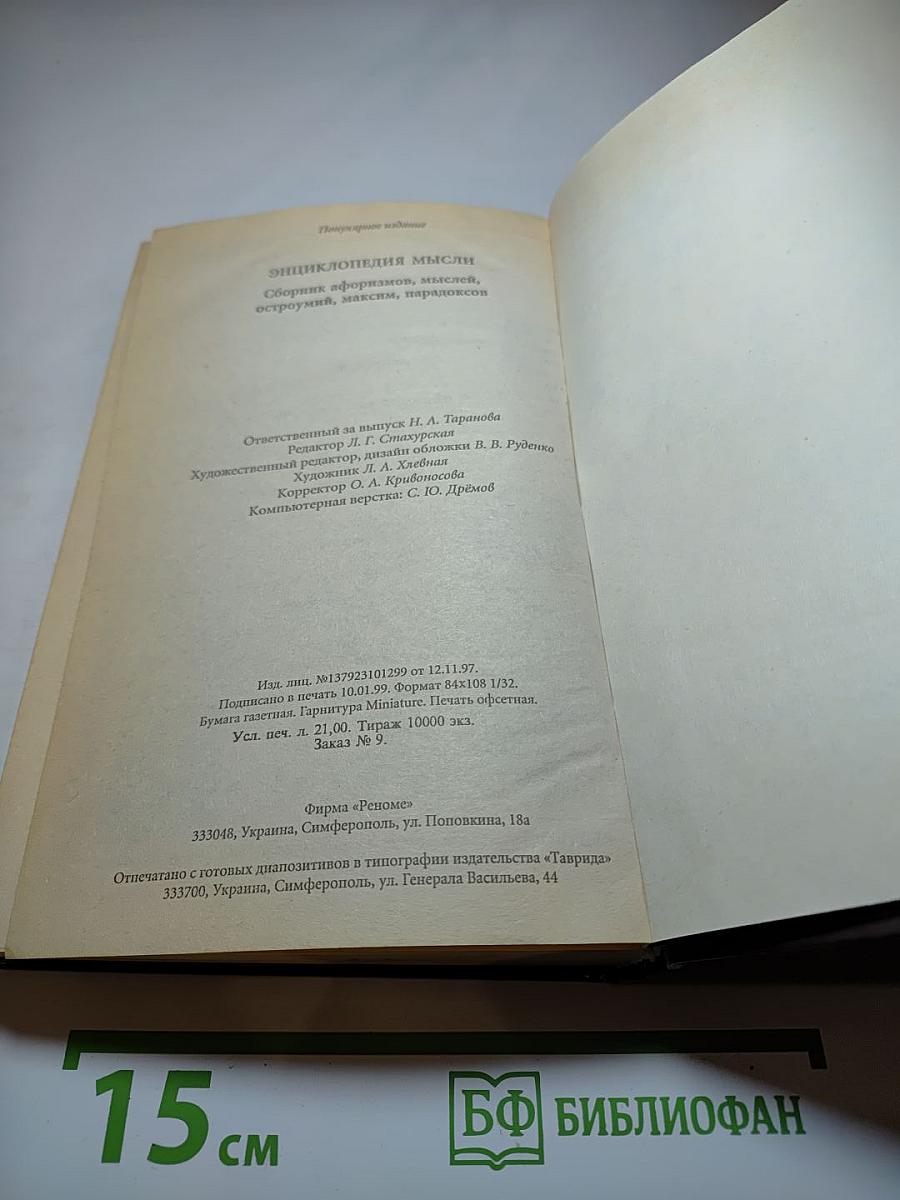 Популярное издание
ЭНЦИКЛОПЕДИЯ МЫСЛИ
Сборник афоризмов, мыслей,
остроумий, максим, парадоксов
Ответственный за выпуск Н. А. Таранова
Редактор Л. Г. Стахурская
Художественный редактор, дизайн обложки В. В. Руденко
Художник Л. А. Хлевная
Корректор О. А. Кривоносова
Компьютерная верстка: С. Ю. Дрёмов
Изд. лиц. №137923101299 от 12.11.97.
Подписано в печать 10.01.99. Формат 84х108 1/32.
Бумага газетная. Гарнитура Miniature. Печать офсетная.
Усл. печ. л. 21,00. Тираж 10000 экз.
Заказ № 9.
Фирма «Реноме»
333048, Украина, Симферополь, ул. Поповкина, 18а
Отпечатано с готовых диапозитивов в типографии издательства «Таврида»
333700, Украина, Симферополь, ул. Генерала Васильева, 44
15 см
БФ БИБЛИОФАН